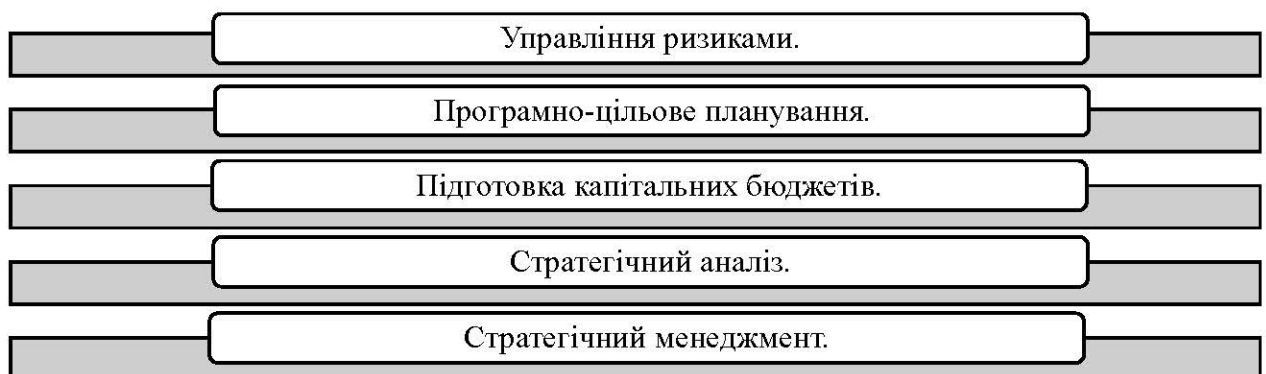 Управління ризиками.
Програмно-цільове планування.
Підготовка капітальних бюджетів.
Стратегічний аналіз.
Стратегічний менеджмент.